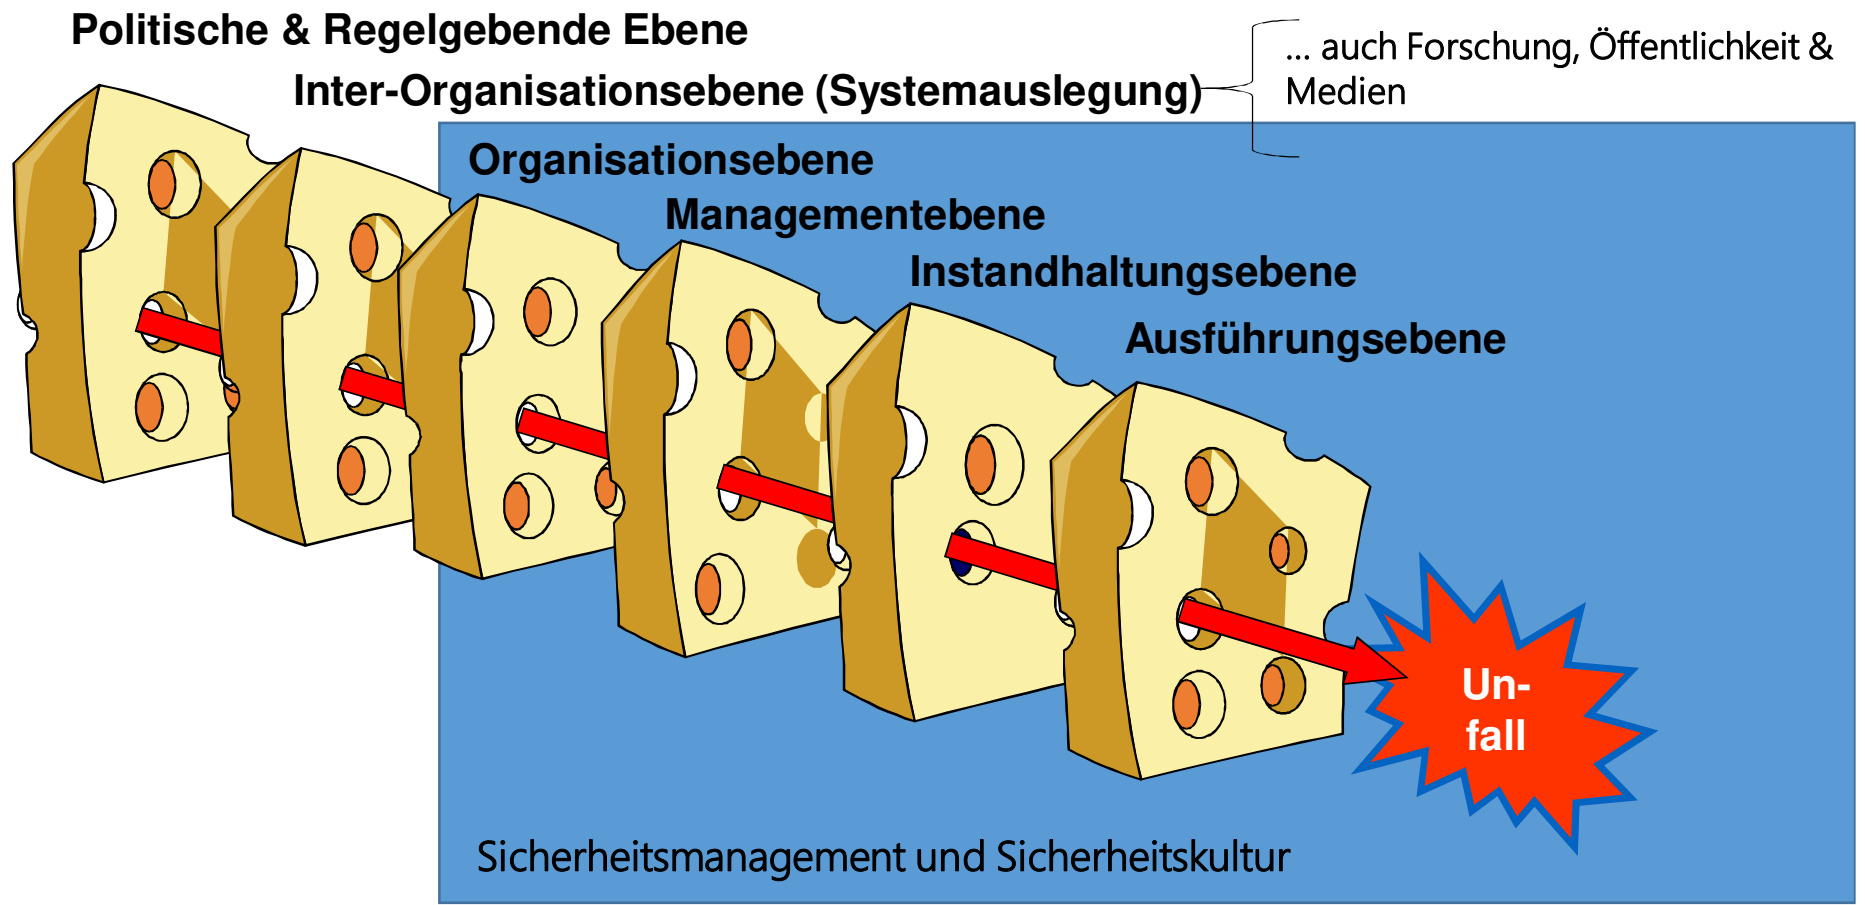 Politische & Regelgebende Ebene
Inter-Organisationsebene (Systemauslegung)
... auch Forschung, Öffentlichkeit &
Medien
Organisationsebene
Managementebene
Instandhaltungsebene
Ausführungsebene
Un-
fall
Sicherheitsmanagement und Sicherheitskultur